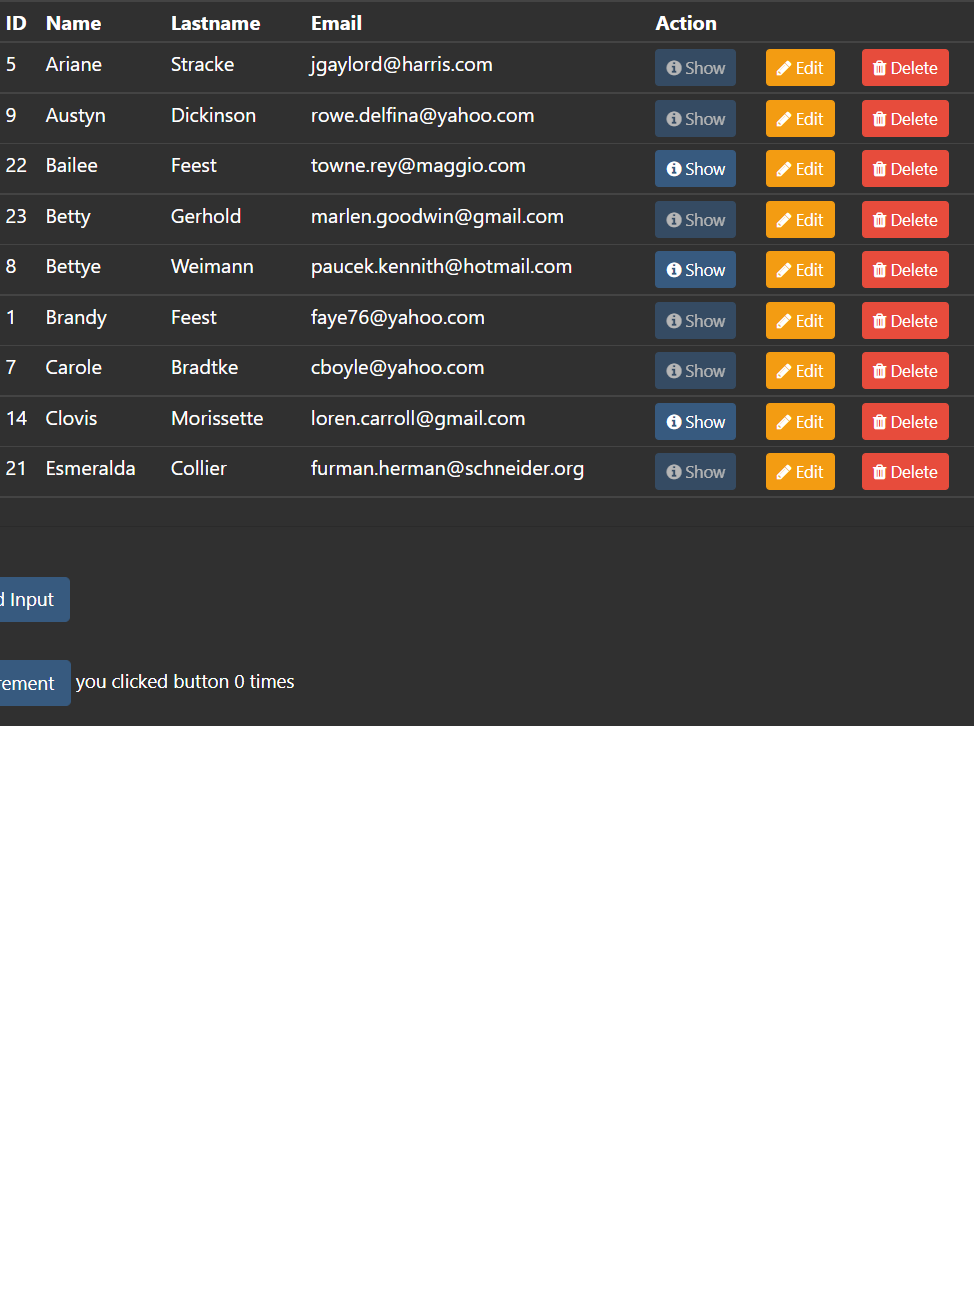 ID Name Lastname Email Action
5 Ariane Stracke jgaylord@harris.com Show Edit Delete
9 Austyn Dickinson rowe.delfina@yahoo.com Show Edit Delete
22 Bailee Feest towne.rey@maggio.com Show Edit Delete
23 Betty Gerhold marlen.goodwin@gmail.com Show Edit Delete
8 Bettye Weimann paucek.kennith@hotmail.com Show Edit Delete
1 Brandy Feest faye76@yahoo.com Show Edit Delete
7 Carole Bradtke cboyle@yahoo.com Show Edit Delete
14 Clovis Morissette loren.carroll@gmail.com Show Edit Delete
21 Esmeralda Collier furman.herman@schneider.org Show Edit Delete
d Input
rement you clicked button 0 times